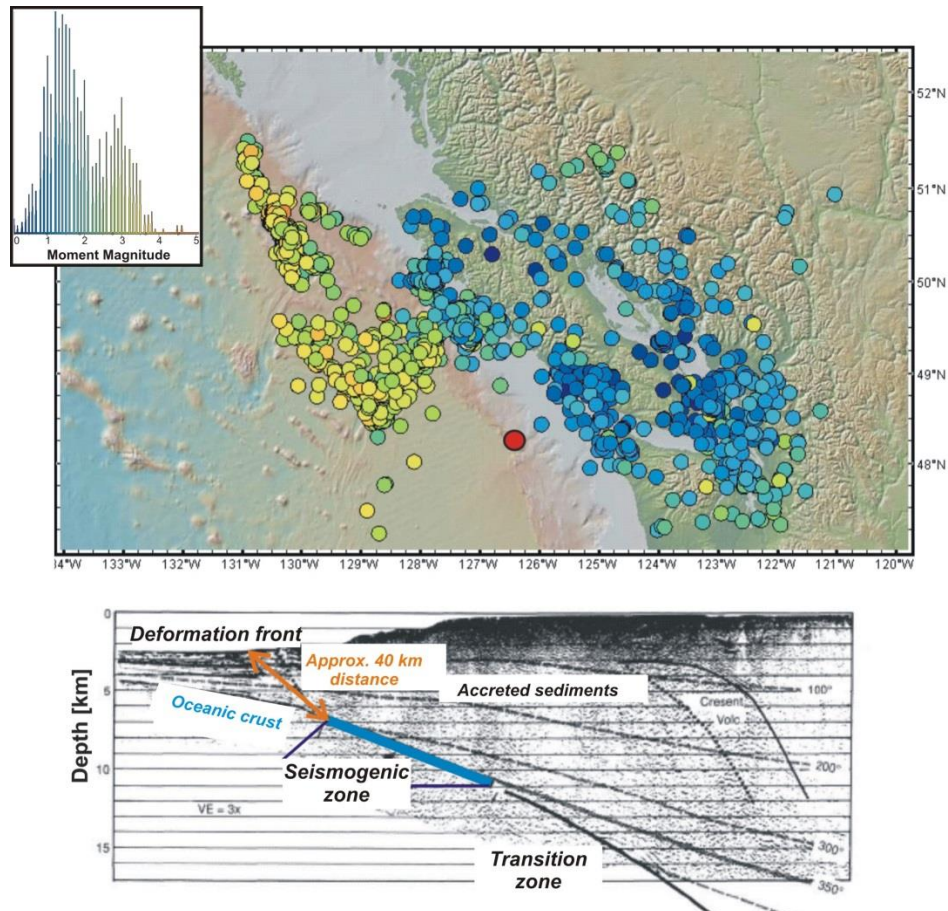 0 1 2 3 4 5
Moment Magnitude
52°N
51°N
50°N
49°N
48°N
34°W 133°W 132°W 131°W 130°W 129°W 128°W 127°W 126°W 125°W 124°W 123°W 122°W 121°W 120°W
0
Deformation front
Approx. 40 km
distance
Accreted sediments
100°
5
Oceanic crust
Cresent
Volc.
Depth [km]
200°
Seismogenic
zone
10
VE = 3x
300°
15
Transition
zone
350°